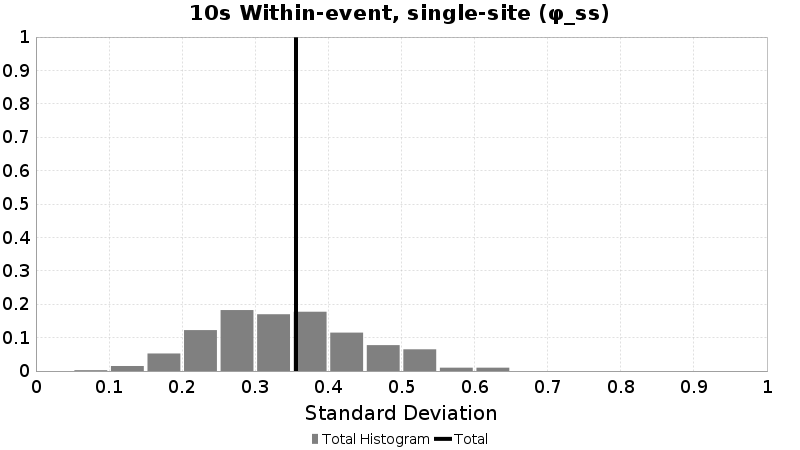 10s Within-event, single-site (φ_ss)
1
0.9
0.8
0.7
0.6
0.5
0.4
0.3
0.2
0.1
0
0 0.1 0.2 0.3 0.4 0.5 0.6 0.7 0.8 0.9 1
Standard Deviation
Total Histogram Total